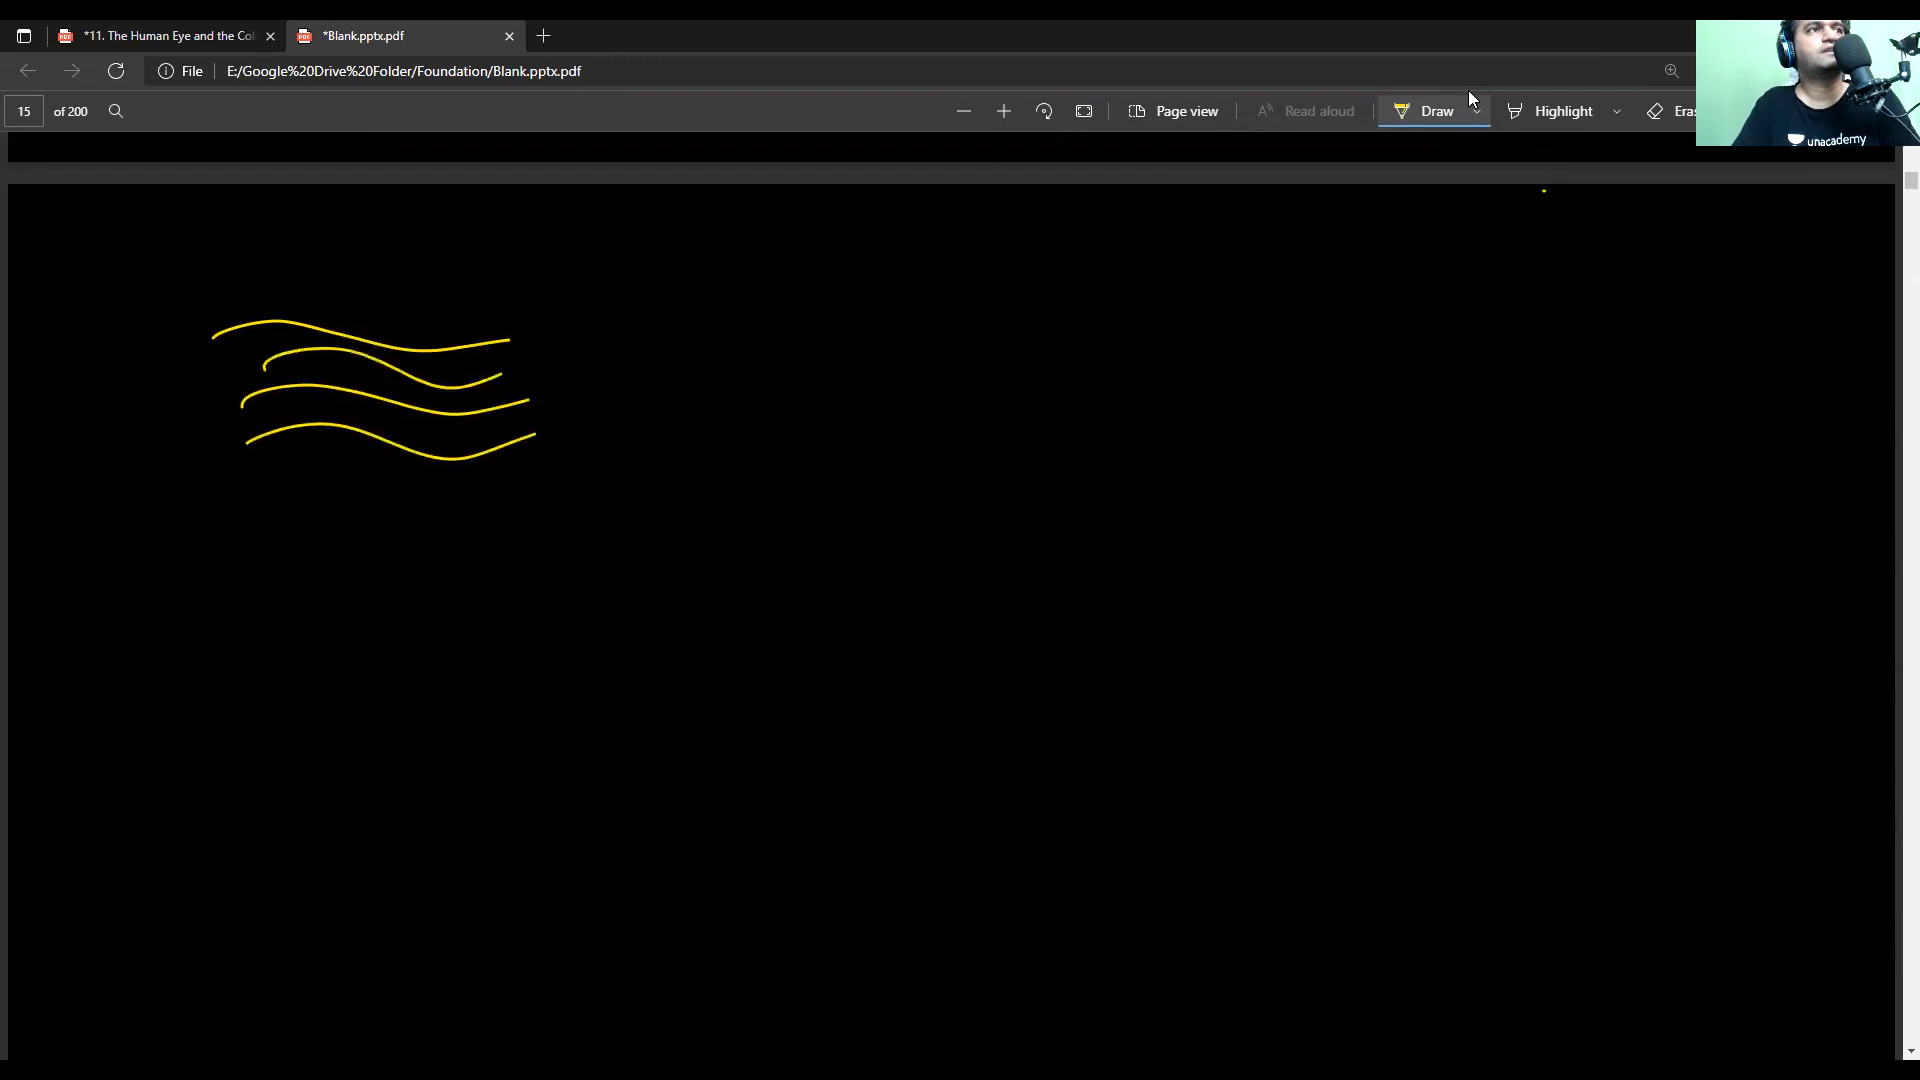 *11. The Human Eye and the Co
*Blank.pptx.pdf
File
E:/Google%20Drive%20Folder/Foundation/Blank.pptx.pdf
15 of 200
Page view
Read aloud
Draw
Highlight
Eras
unacademy